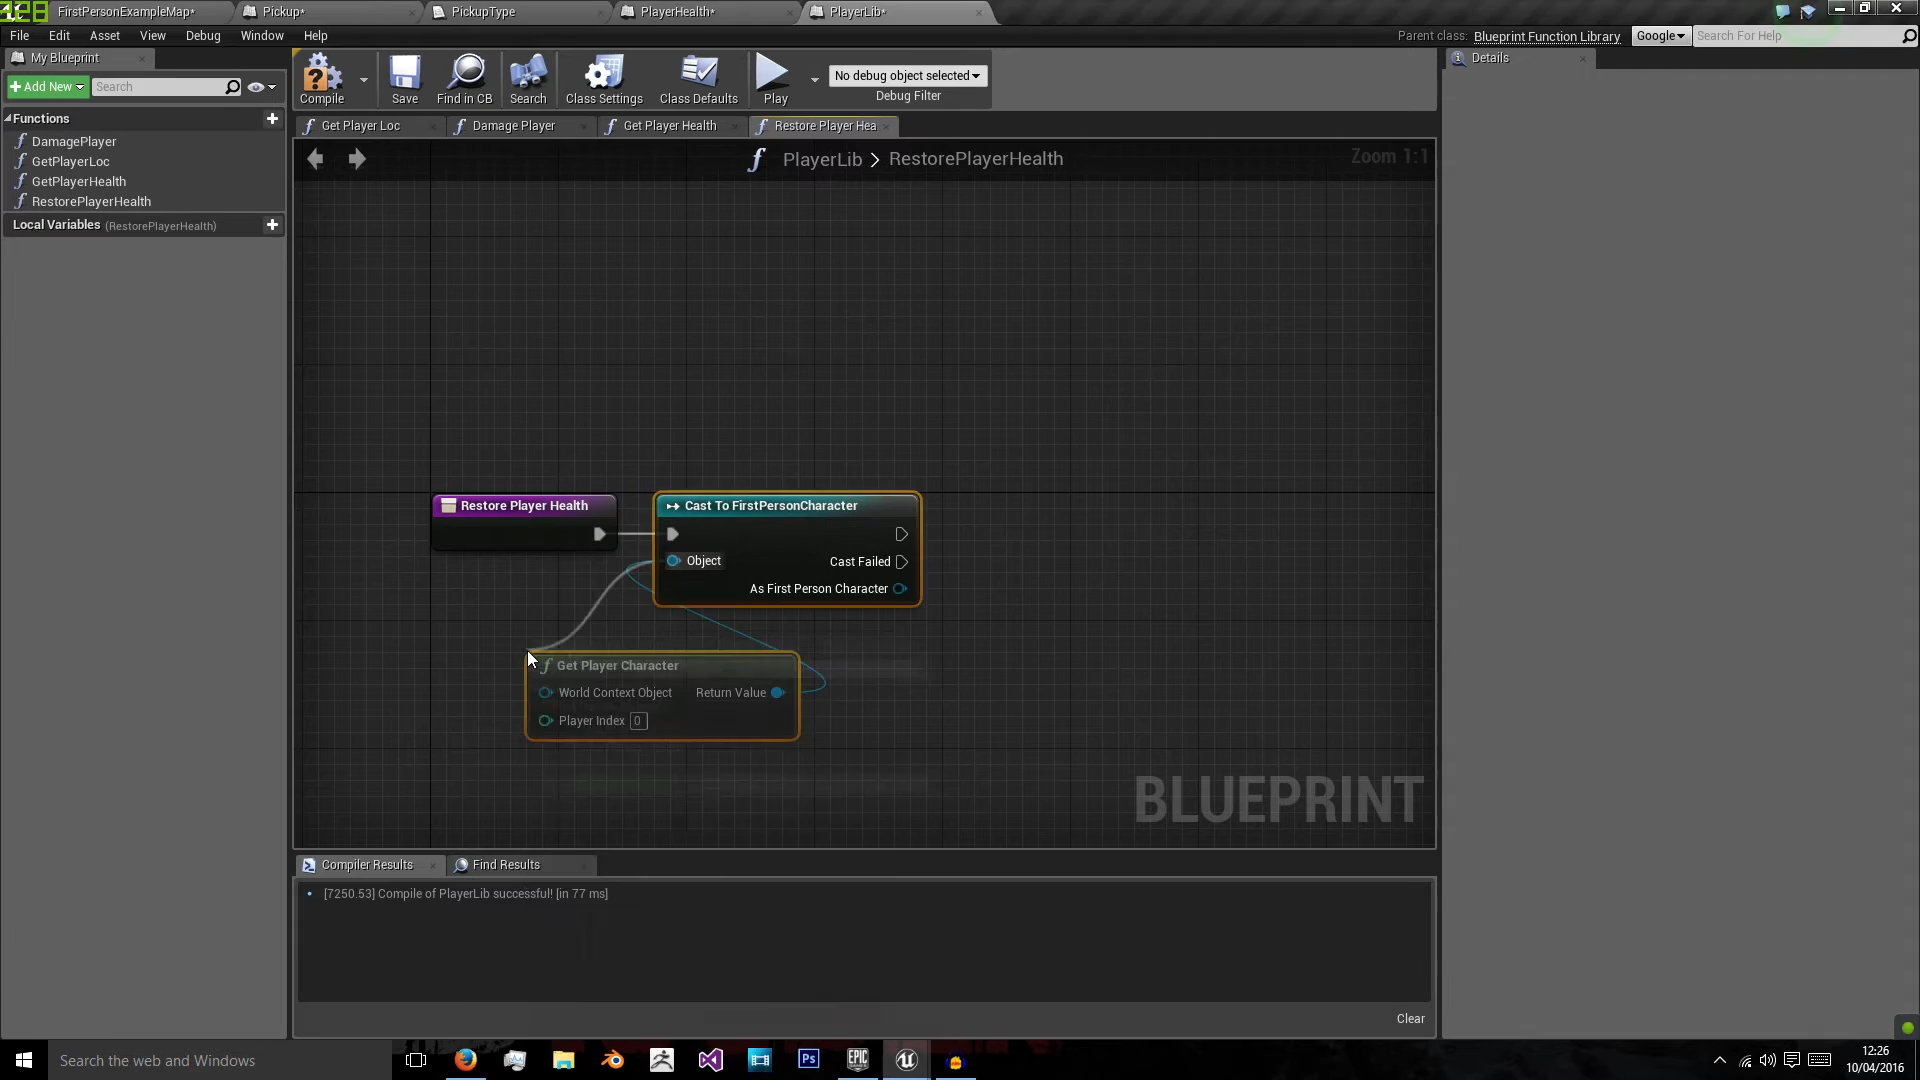 328
FirstPersonExampleMap*
Pickup*
PickupType
PlayerHealth*
PlayerLib*
File Edit Asset View Debug Window Help
Parent class: Blueprint Function Library
Google
Search For Help
My Blueprint
Add New
Search
Functions
DamagePlayer
GetPlayerLoc
GetPlayerHealth
RestorePlayerHealth
Local Variables (RestorePlayerHealth)
Compile
Save
Find in CB
Search
Class Settings
Class Defaults
Play
No debug object selected
Debug Filter
Details
Get Player Loc
Damage Player
Get Player Health
Restore Player Hea
PlayerLib > RestorePlayerHealth
Zoom 1:1
Restore Player Health
Cast To FirstPersonCharacter
Object
Cast Failed
As First Person Character
Get Player Character
World Context Object
Return Value
Player Index 0
BLUEPRINT
Compiler Results
Find Results
• [7250.53] Compile of PlayerLib successful! [in 77 ms]
Clear
Search the web and Windows
Ps
EPIC
12:26
10/04/2016